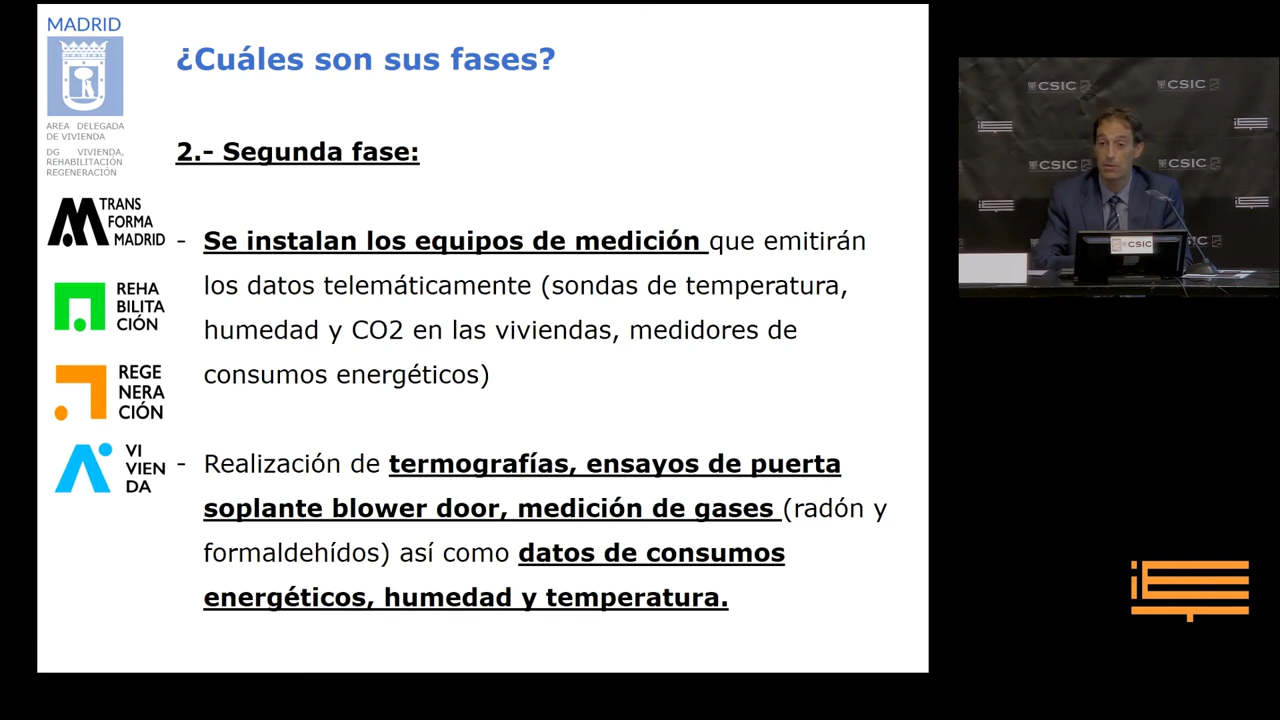 MADRID
AREA DELEGADA
DE VIVIENDA
DG VIVIENDA,
REHABILITACIÓN
REGENERACIÓN
TRANS
FORMA
MADRID
REHA
BILITA
CIÓN
REGE
NERA
CIÓN
VI
VIEN
DA
¿Cuáles son sus fases?
2.- Segunda fase:
- Se instalan los equipos de medición que emitirán
los datos telemáticamente (sondas de temperatura,
humedad y CO2 en las viviendas, medidores de
consumos energéticos)
- Realización de termografías, ensayos de puerta
soplante blower door, medición de gases (radón y
formaldehídos) así como datos de consumos
energéticos, humedad y temperatura.
CSIC
CSIC
CSIC
CSIC
CSIC
CSIC